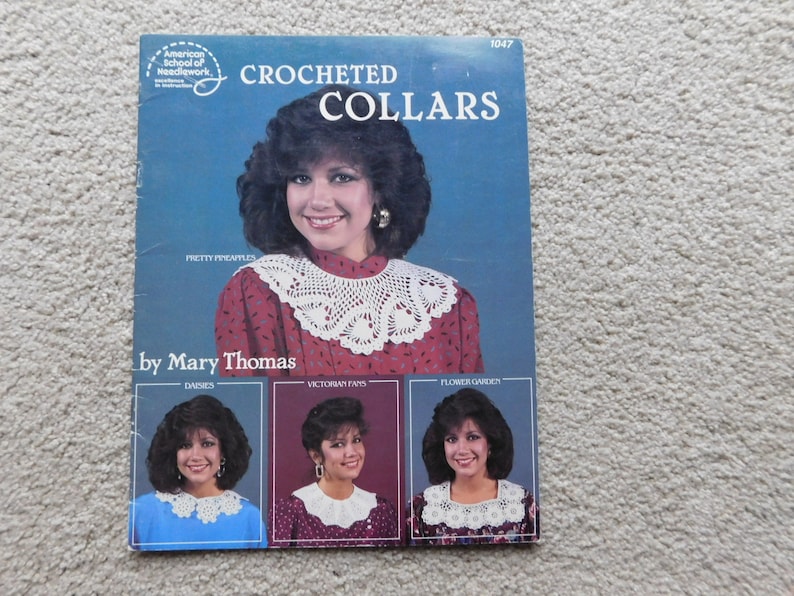 American
School of
Needlework
excellence
in instruction
1047
CROCHETED
COLLARS
PRETTY PINEAPPLES
by Mary Thomas
DAISIES
VICTORIAN FANS
FLOWER GARDEN